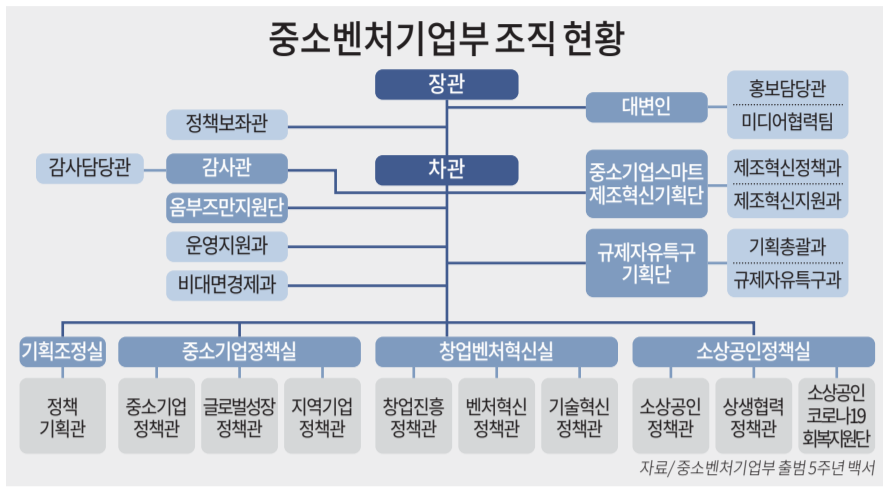 중소벤처기업부 조직 현황
장관
대변인
홍보담당관
미디어협력팀
정책보좌관
차관
감사담당관
감사관
중소기업스마트
제조혁신기획단
제조혁신정책과
제조혁신지원과
옴부즈만지원단
운영지원과
규제자유특구
기획단
기획총괄과
규제자유특구과
비대면경제과
기획조정실
중소기업정책실
창업벤처혁신실
소상공인정책실
정책
기획관
중소기업
정책관
글로벌성장
정책관
지역기업
정책관
창업진흥
정책관
벤처혁신
정책관
기술혁신
정책관
소상공인
정책관
상생협력
정책관
소상공인
코로나19
회복지원단
자료/ 중소벤처기업부 출범 5주년 백서